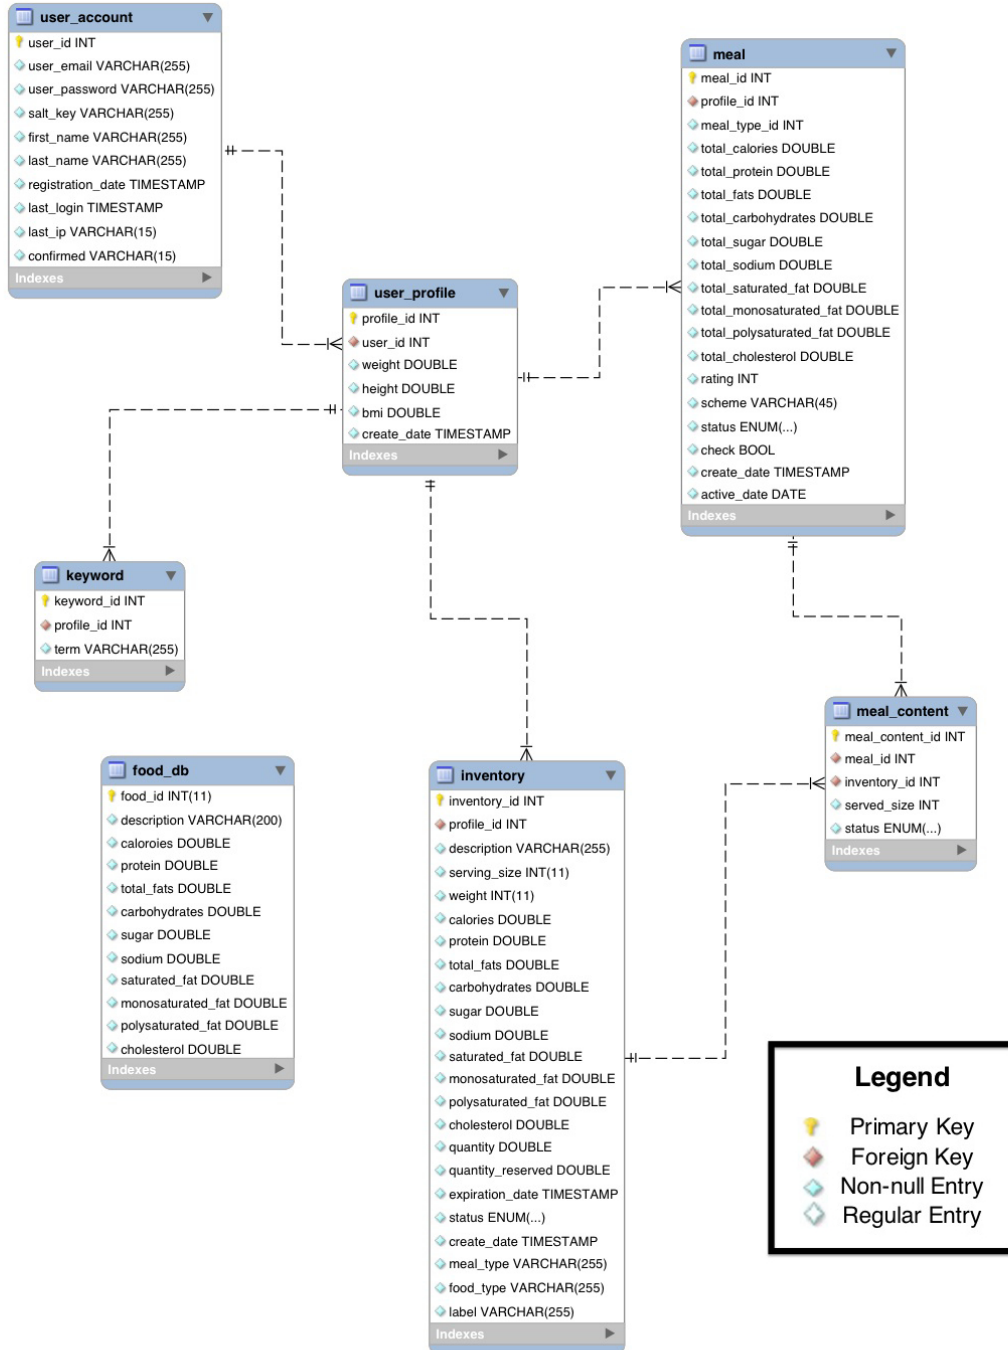 user_account
user_id INT
user_email VARCHAR(255)
user_password VARCHAR(255)
salt_key VARCHAR(255)
first_name VARCHAR(255)
last_name VARCHAR(255)
registration_date TIMESTAMP
last_login TIMESTAMP
last_ip VARCHAR(15)
confirmed VARCHAR(15)
Indexes
meal
meal_id INT
profile_id INT
meal_type_id INT
total_calories DOUBLE
total_protein DOUBLE
total_fats DOUBLE
total_carbohydrates DOUBLE
total_sugar DOUBLE
total_sodium DOUBLE
total_saturated_fat DOUBLE
total_monosaturated_fat DOUBLE
total_polysaturated_fat DOUBLE
total_cholesterol DOUBLE
rating INT
scheme VARCHAR(45)
status ENUM(...)
check BOOL
create_date TIMESTAMP
active_date DATE
Indexes
user_profile
profile_id INT
user_id INT
weight DOUBLE
height DOUBLE
bmi DOUBLE
create_date TIMESTAMP
Indexes
keyword
keyword_id INT
profile_id INT
term VARCHAR(255)
Indexes
meal_content
meal_content_id INT
meal_id INT
inventory_id INT
served_size INT
status ENUM(...)
Indexes
food_db
food_id INT(11)
description VARCHAR(200)
caloroies DOUBLE
protein DOUBLE
total_fats DOUBLE
carbohydrates DOUBLE
sugar DOUBLE
sodium DOUBLE
saturated_fat DOUBLE
monosaturated_fat DOUBLE
polysaturated_fat DOUBLE
cholesterol DOUBLE
Indexes
inventory
inventory_id INT
profile_id INT
description VARCHAR(255)
serving_size INT(11)
weight INT(11)
calories DOUBLE
protein DOUBLE
total_fats DOUBLE
carbohydrates DOUBLE
sugar DOUBLE
sodium DOUBLE
saturated_fat DOUBLE
monosaturated_fat DOUBLE
polysaturated_fat DOUBLE
cholesterol DOUBLE
quantity DOUBLE
quantity_reserved DOUBLE
expiration_date TIMESTAMP
status ENUM(...)
create_date TIMESTAMP
meal_type VARCHAR(255)
food_type VARCHAR(255)
label VARCHAR(255)
Indexes
Legend
Primary Key
Foreign Key
Non-null Entry
Regular Entry